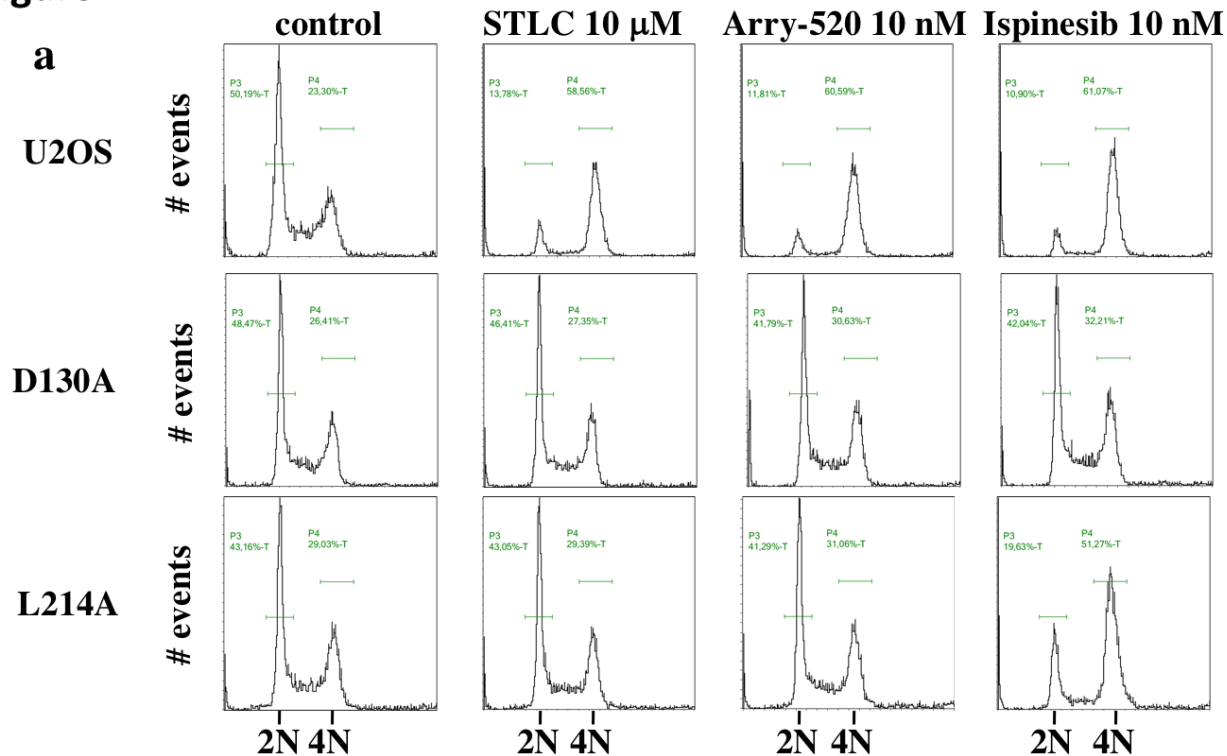 control STLC 10 μM Arry-520 10 nM Ispinesib 10 nM
a
U2OS
# events
P3 50,19%-T P4 23,30%-T
P3 13,78%-T P4 58,56%-T
P3 11,81%-T P4 60,59%-T
P3 10,90%-T P4 61,07%-T
D130A
# events
P3 48,47%-T P4 26,41%-T
P3 46,41%-T P4 27,35%-T
P3 41,79%-T P4 30,63%-T
P3 42,04%-T P4 32,21%-T
L214A
# events
P3 43,16%-T P4 29,03%-T
P3 43,05%-T P4 29,39%-T
P3 41,29%-T P4 31,06%-T
P3 19,63%-T P4 51,27%-T
2N 4N 2N 4N 2N 4N 2N 4N